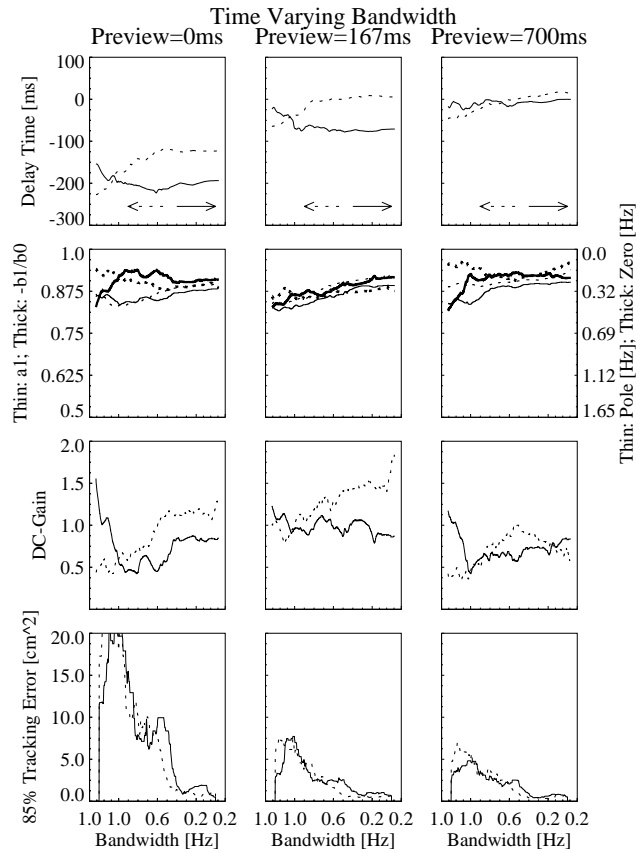 Time Varying Bandwidth
Preview=0ms Preview=167ms Preview=700ms
Delay Time [ms]
100
0
-100
-200
-300
Thin: a1; Thick: -b1/b0
1.0
0.875
0.75
0.625
0.5
Thin: Pole [Hz]; Thick: Zero [Hz]
0.0
0.32
0.69
1.12
1.65
DC-Gain
2.0
1.5
1.0
0.5
85% Tracking Error [cm^2]
20.0
15.0
10.0
5.0
0.0
1.0 1.0 0.6 0.2 0.2 1.0 1.0 0.6 0.2 0.2 1.0 1.0 0.6 0.2 0.2
Bandwidth [Hz] Bandwidth [Hz] Bandwidth [Hz]